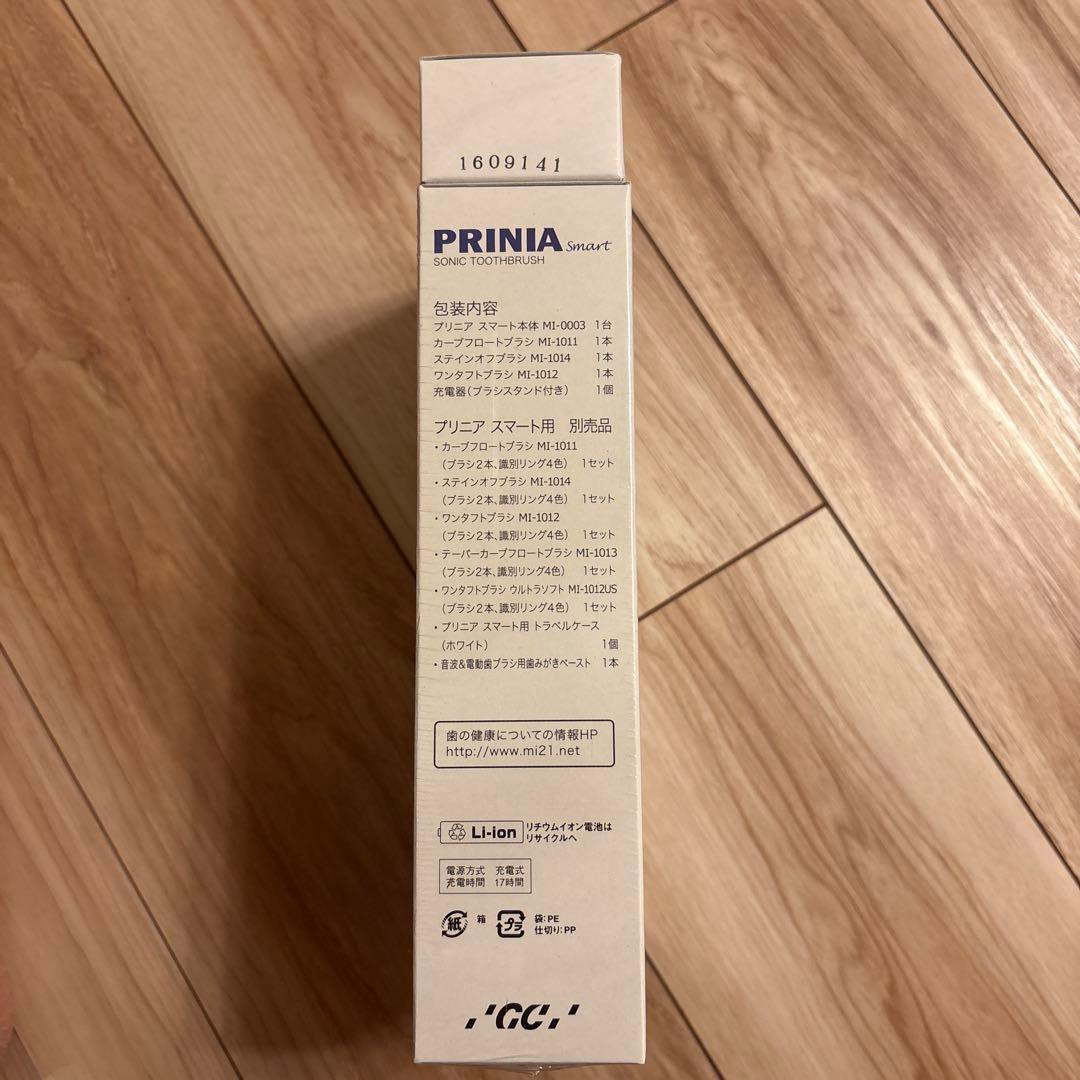 1609141
PRINIA smart
SONIC TOOTHBRUSH
包装内容
プリニア スマート本体 MI-0003 1台
カーブフロートブラシ MI-1011 1本
ステインオフブラシ MI-1014 1本
ワンタフトブラシ MI-1012 1本
充電器(ブラシスタンド付き) 1個
プリニア スマート用 別売品
・カーブフロートブラシ MI-1011
(ブラシ2本、識別リング4色) 1セット
・ステインオフブラシ MI-1014
(ブラシ2本、識別リング4色) 1セット
・ワンタフトブラシ MI-1012
(ブラシ2本、識別リング4色) 1セット
・テーパーカーブフロートブラシ MI-1013
(ブラシ2本、識別リング4色) 1セット
・ワンタフトブラシ ウルトラソフト MI-1012US
(ブラシ2本、識別リング4色) 1セット
・プリニア スマート用 トラベルケース
(ホワイト) 1個
・音波&電動歯ブラシ用歯みがきペースト 1本
歯の健康についての情報HP
http://www.mi21.net
Li-ion リチウムイオン電池は
リサイクルへ
電源方式 充電式
充電時間 17時間
紙 箱 プラ 袋:PE
仕切り:PP
GC